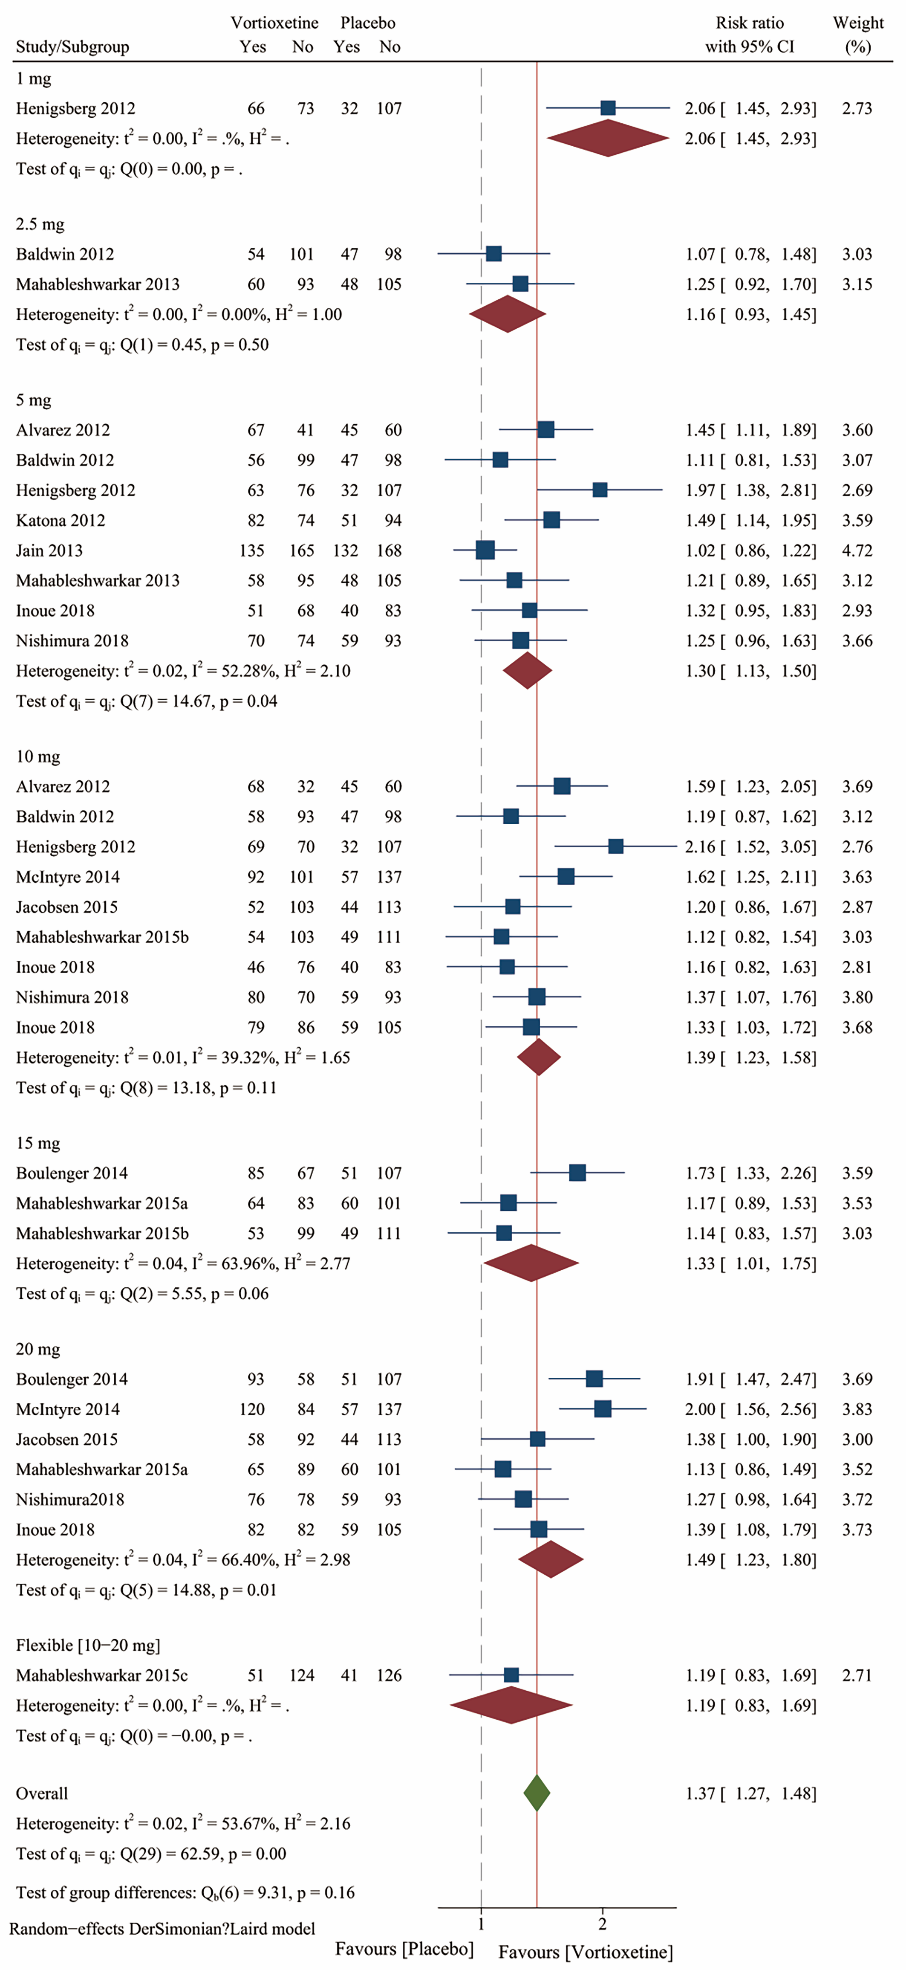 Vortioxetine Placebo Risk ratio Weight
Study/Subgroup Yes No Yes No with 95% CI (%)
1 mg
Henigsberg 2012 66 73 32 107 2.06 [ 1.45, 2.93] 2.73
Heterogeneity: t² = 0.00, I² = .%, H² = . 2.06 [ 1.45, 2.93]
Test of qᵢ = qⱼ: Q(0) = 0.00, p = .
2.5 mg
Baldwin 2012 54 101 47 98 1.07 [ 0.78, 1.48] 3.03
Mahableshwarkar 2013 60 93 48 105 1.25 [ 0.92, 1.70] 3.15
Heterogeneity: t² = 0.00, I² = 0.00%, H² = 1.00 1.16 [ 0.93, 1.45]
Test of qᵢ = qⱼ: Q(1) = 0.45, p = 0.50
5 mg
Alvarez 2012 67 41 45 60 1.45 [ 1.11, 1.89] 3.60
Baldwin 2012 56 99 47 98 1.11 [ 0.81, 1.53] 3.07
Henigsberg 2012 63 76 32 107 1.97 [ 1.38, 2.81] 2.69
Katona 2012 82 74 51 94 1.49 [ 1.14, 1.95] 3.59
Jain 2013 135 165 132 168 1.02 [ 0.86, 1.22] 4.72
Mahableshwarkar 2013 58 95 48 105 1.21 [ 0.89, 1.65] 3.12
Inoue 2018 51 68 40 83 1.32 [ 0.95, 1.83] 2.93
Nishimura 2018 70 74 59 93 1.25 [ 0.96, 1.63] 3.66
Heterogeneity: t² = 0.02, I² = 52.28%, H² = 2.10 1.30 [ 1.13, 1.50]
Test of qᵢ = qⱼ: Q(7) = 14.67, p = 0.04
10 mg
Alvarez 2012 68 32 45 60 1.59 [ 1.23, 2.05] 3.69
Baldwin 2012 58 93 47 98 1.19 [ 0.87, 1.62] 3.12
Henigsberg 2012 69 70 32 107 2.16 [ 1.52, 3.05] 2.76
McIntyre 2014 92 101 57 137 1.62 [ 1.25, 2.11] 3.63
Jacobsen 2015 52 103 44 113 1.20 [ 0.86, 1.67] 2.87
Mahableshwarkar 2015b 54 103 49 111 1.12 [ 0.82, 1.54] 3.03
Inoue 2018 46 76 40 83 1.16 [ 0.82, 1.63] 2.81
Nishimura 2018 80 70 59 93 1.37 [ 1.07, 1.76] 3.80
Inoue 2018 79 86 59 105 1.33 [ 1.03, 1.72] 3.68
Heterogeneity: t² = 0.01, I² = 39.32%, H² = 1.65 1.39 [ 1.23, 1.58]
Test of qᵢ = qⱼ: Q(8) = 13.18, p = 0.11
15 mg
Boulenger 2014 85 67 51 107 1.73 [ 1.33, 2.26] 3.59
Mahableshwarkar 2015a 64 83 60 101 1.17 [ 0.89, 1.53] 3.53
Mahableshwarkar 2015b 53 99 49 111 1.14 [ 0.83, 1.57] 3.03
Heterogeneity: t² = 0.04, I² = 63.96%, H² = 2.77 1.33 [ 1.01, 1.75]
Test of qᵢ = qⱼ: Q(2) = 5.55, p = 0.06
20 mg
Boulenger 2014 93 58 51 107 1.91 [ 1.47, 2.47] 3.69
McIntyre 2014 120 84 57 137 2.00 [ 1.56, 2.56] 3.83
Jacobsen 2015 58 92 44 113 1.38 [ 1.00, 1.90] 3.00
Mahableshwarkar 2015a 65 89 60 101 1.13 [ 0.86, 1.49] 3.52
Nishimura2018 76 78 59 93 1.27 [ 0.98, 1.64] 3.72
Inoue 2018 82 82 59 105 1.39 [ 1.08, 1.79] 3.73
Heterogeneity: t² = 0.04, I² = 66.40%, H² = 2.98 1.49 [ 1.23, 1.80]
Test of qᵢ = qⱼ: Q(5) = 14.88, p = 0.01
Flexible [10−20 mg]
Mahableshwarkar 2015c 51 124 41 126 1.19 [ 0.83, 1.69] 2.71
Heterogeneity: t² = 0.00, I² = .%, H² = . 1.19 [ 0.83, 1.69]
Test of qᵢ = qⱼ: Q(0) = −0.00, p = .
Overall 1.37 [ 1.27, 1.48]
Heterogeneity: t² = 0.02, I² = 53.67%, H² = 2.16
Test of qᵢ = qⱼ: Q(29) = 62.59, p = 0.00
Test of group differences: Q_b(6) = 9.31, p = 0.16
1 2
Random−effects DerSimonian?Laird model
Favours [Placebo] Favours [Vortioxetine]